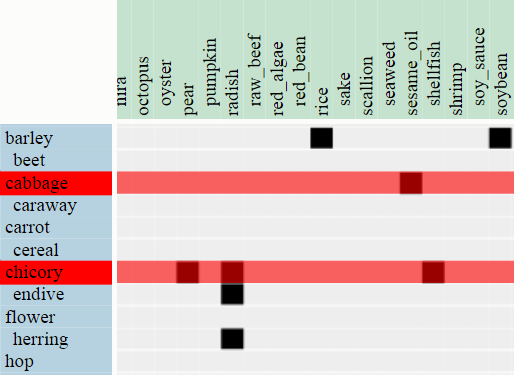 octopus
oyster
pear
pumpkin
radish
raw_beef
red_algae
red_bean
rice
sake
scallion
seaweed
sesame_oil
shellfish
shrimp
soy_sauce
soybean
barley
beet
cabbage
caraway
carrot
cereal
chicory
endive
flower
herring
hop